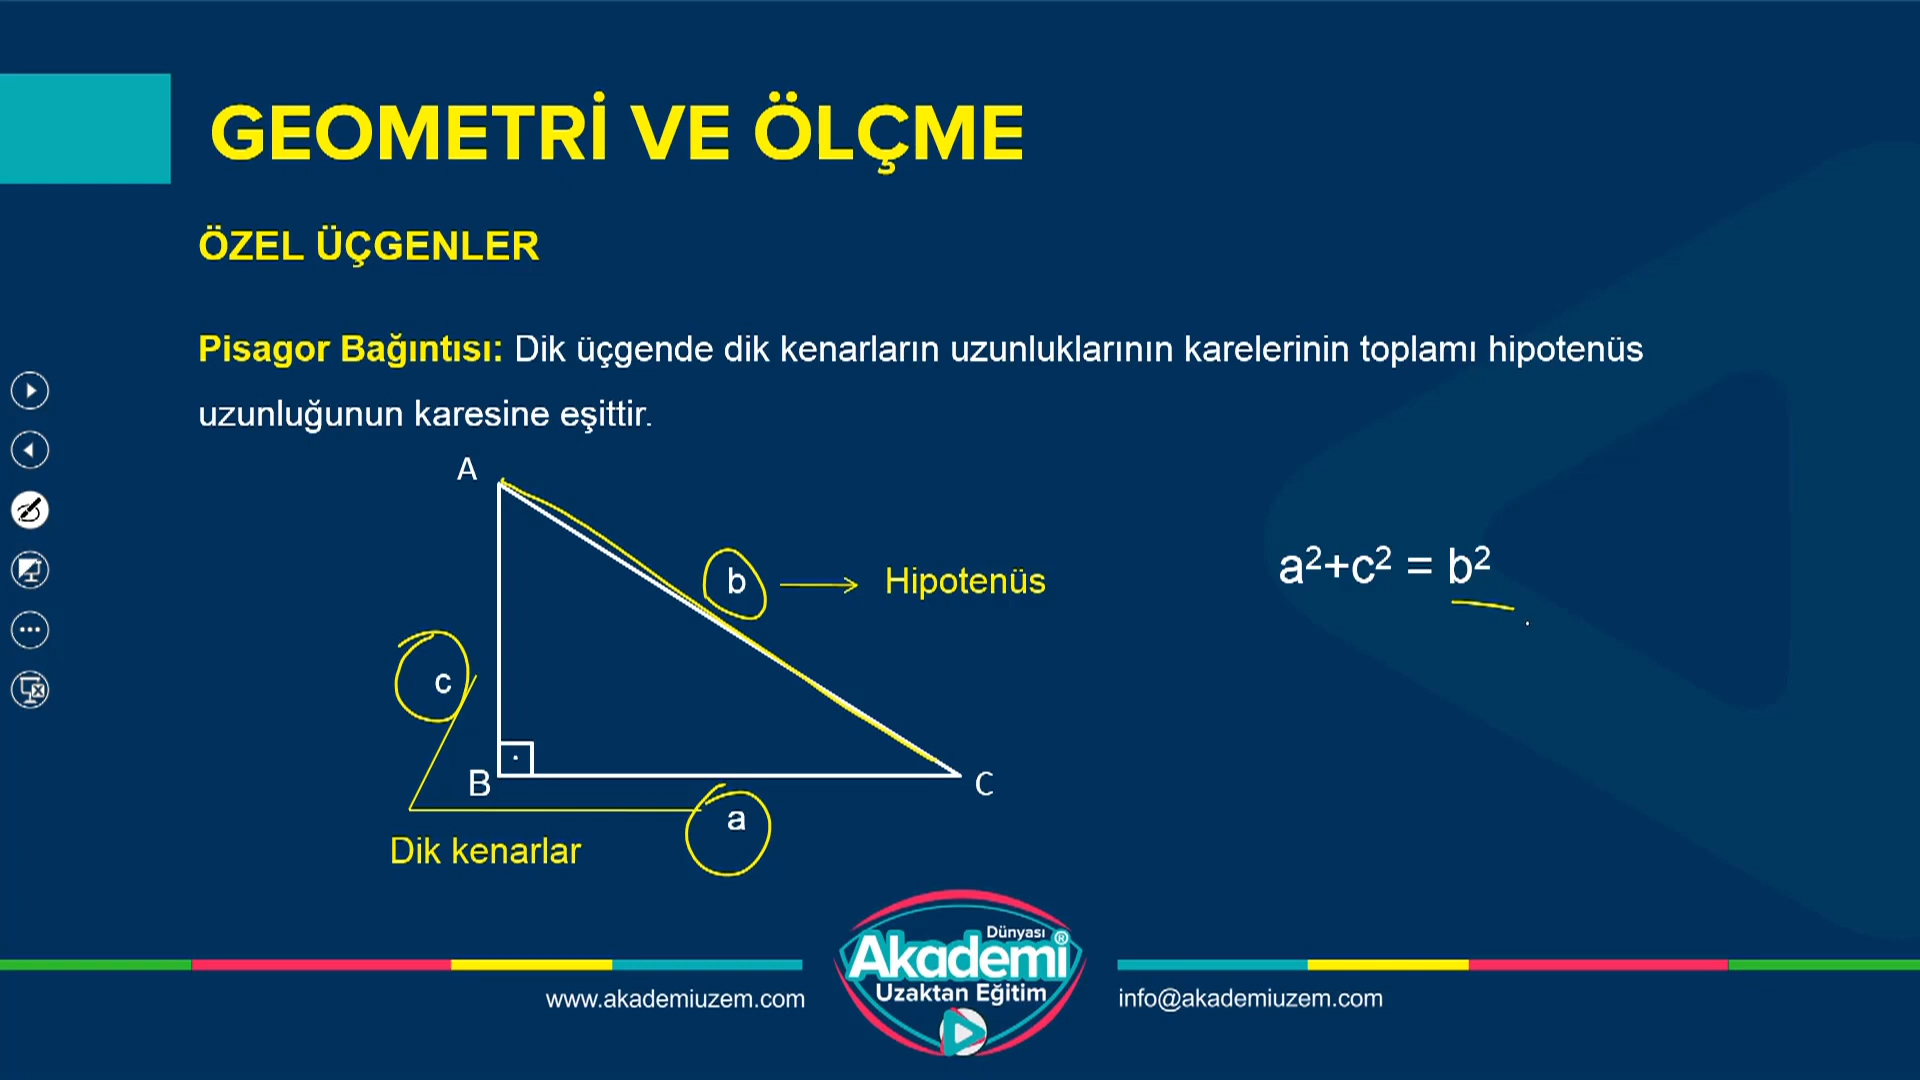 GEOMETRİ VE ÖLÇME
ÖZEL ÜÇGENLER
Pisagor Bağıntısı: Dik üçgende dik kenarların uzunluklarının karelerinin toplamı hipotenüs
uzunluğunun karesine eşittir.
A
b
Hipotenüs
a²+c² = b²
c
B
C
a
Dik kenarlar
Dünyası
Akademi®
Uzaktan Eğitim
www.akademiuzem.com
info@akademiuzem.com